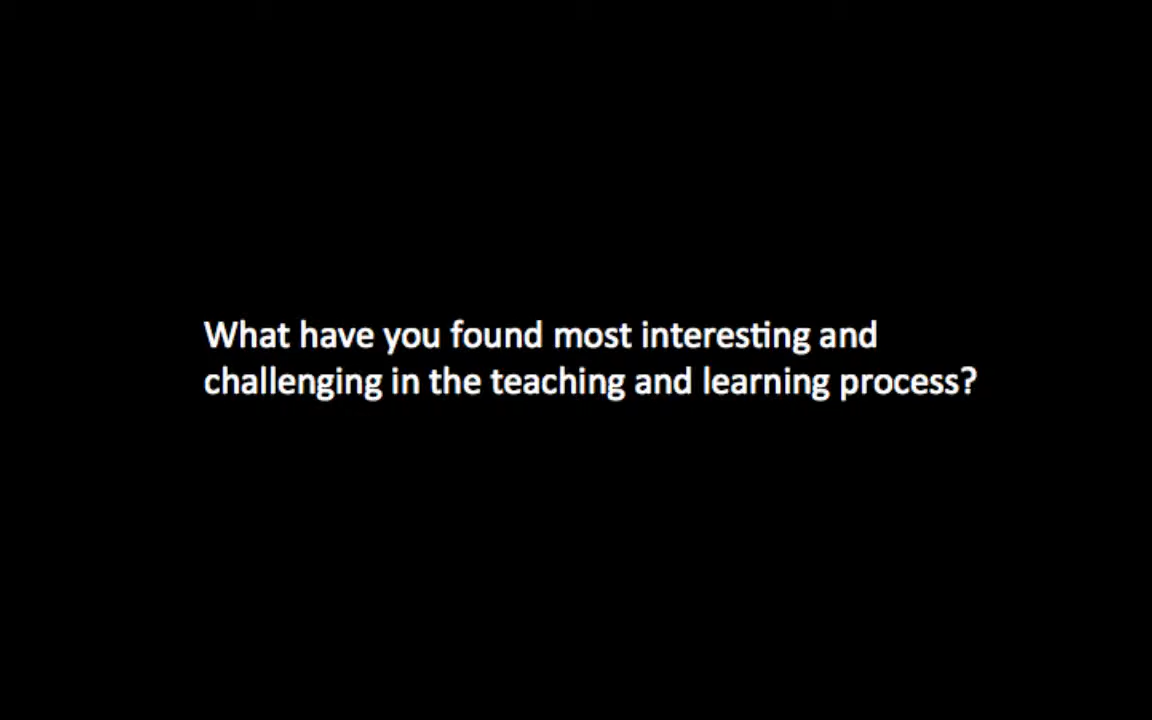 What have you found most interesting and
challenging in the teaching and learning process?